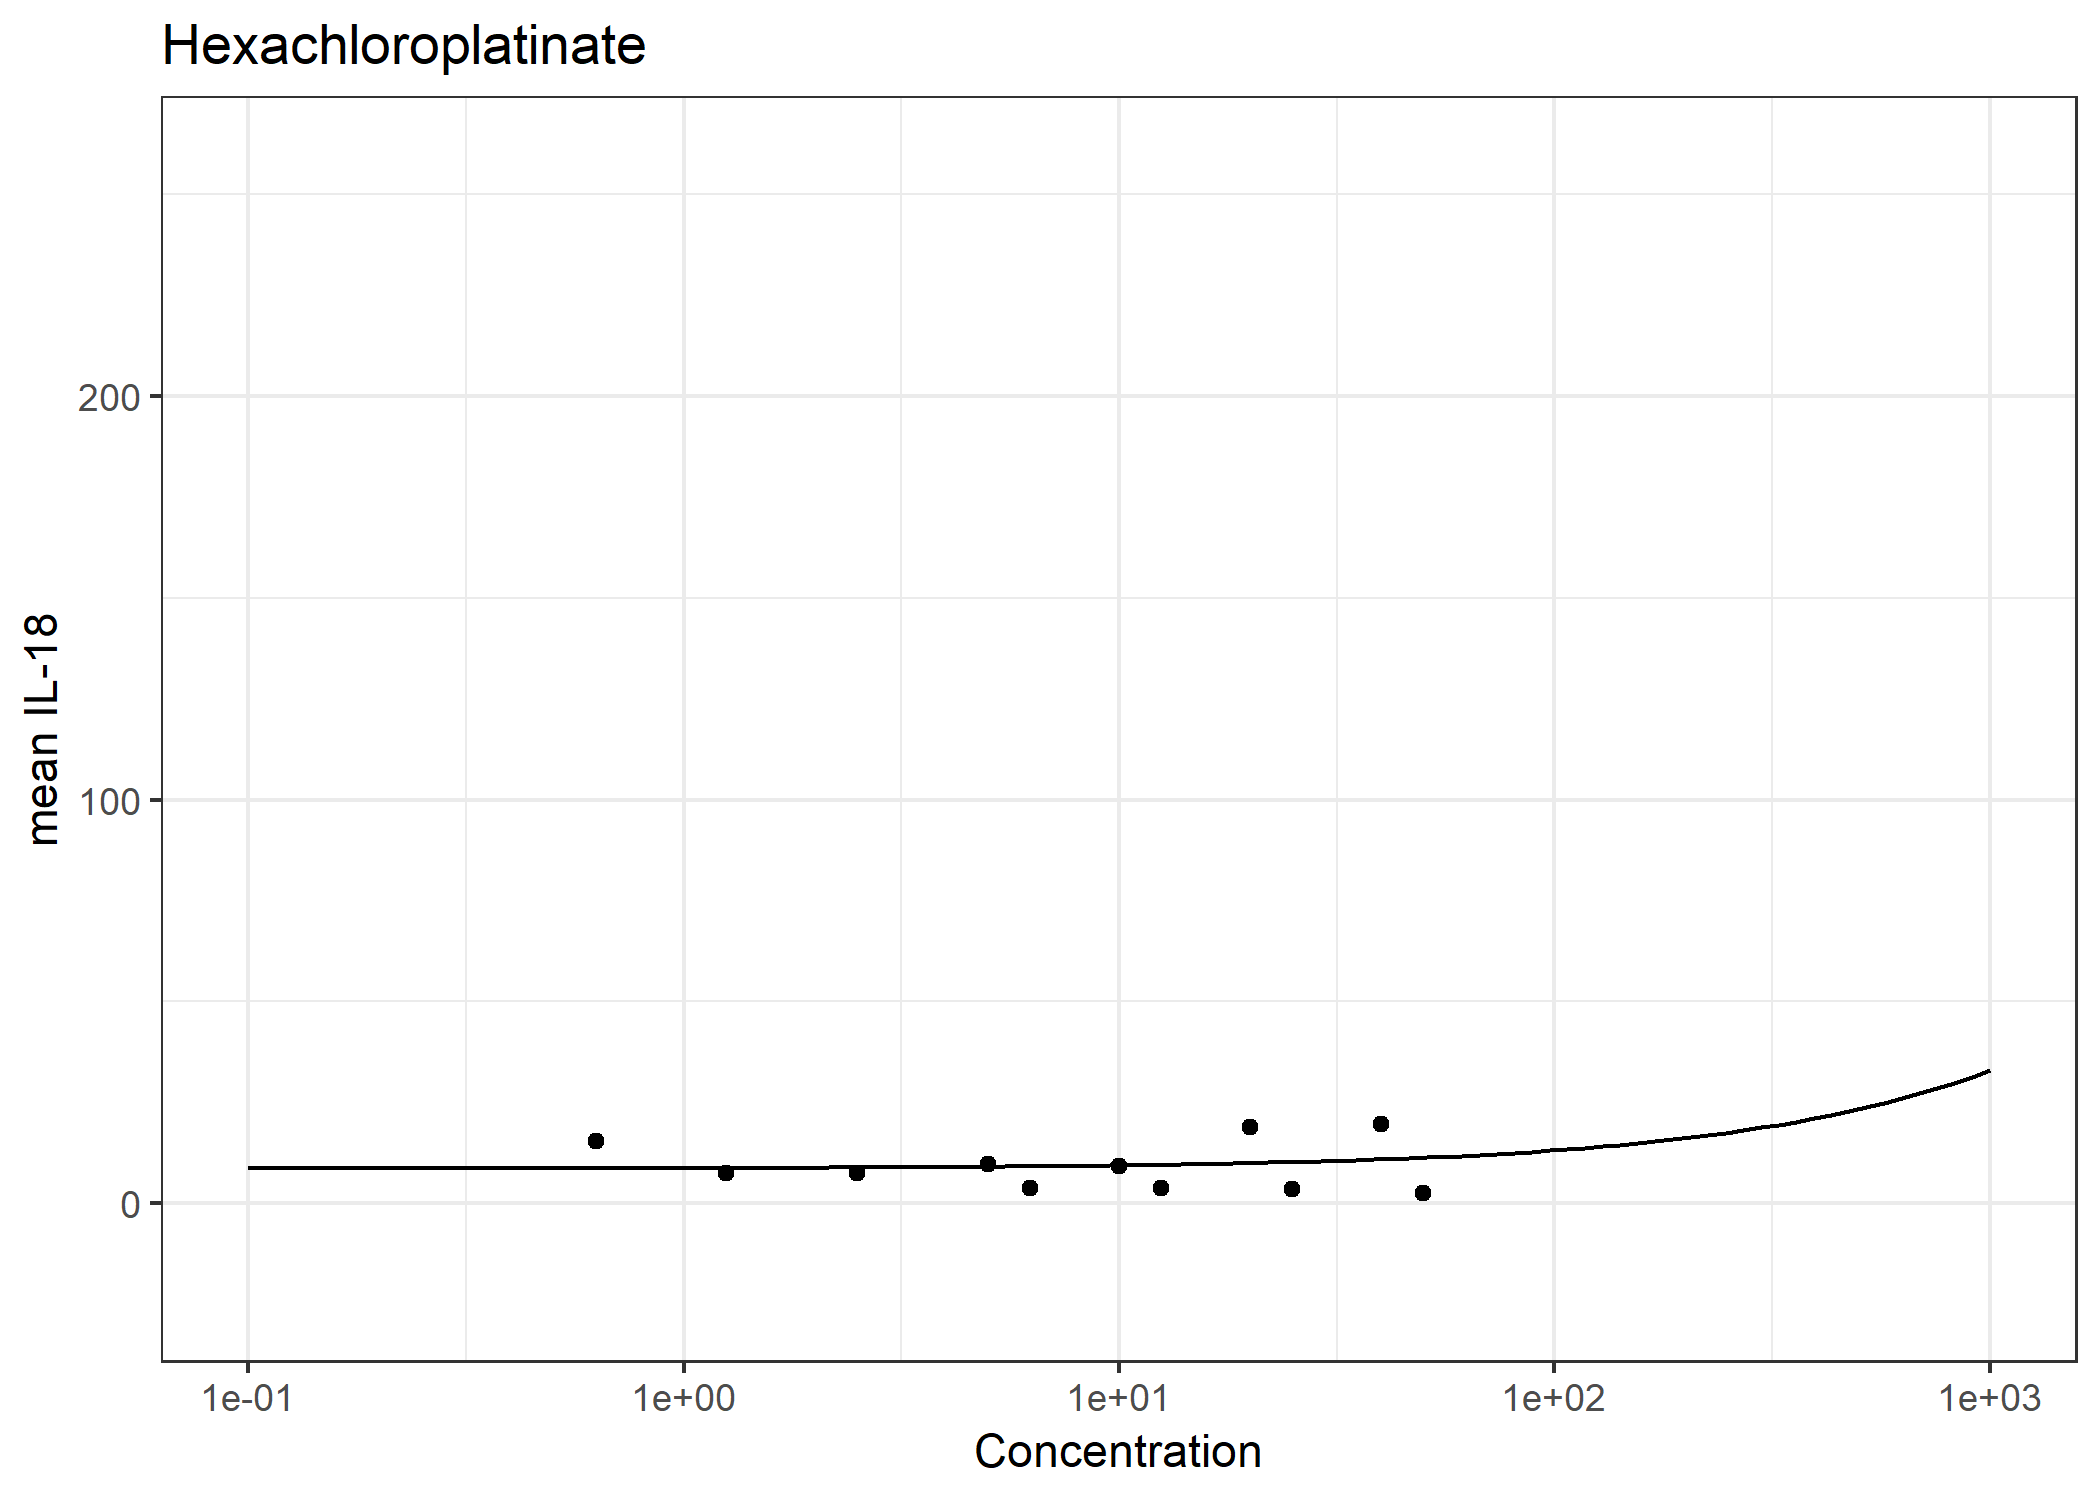 Hexachloroplatinate
mean IL-18
200
100
0
1e-01
1e+00
1e+01
1e+02
1e+03
Concentration